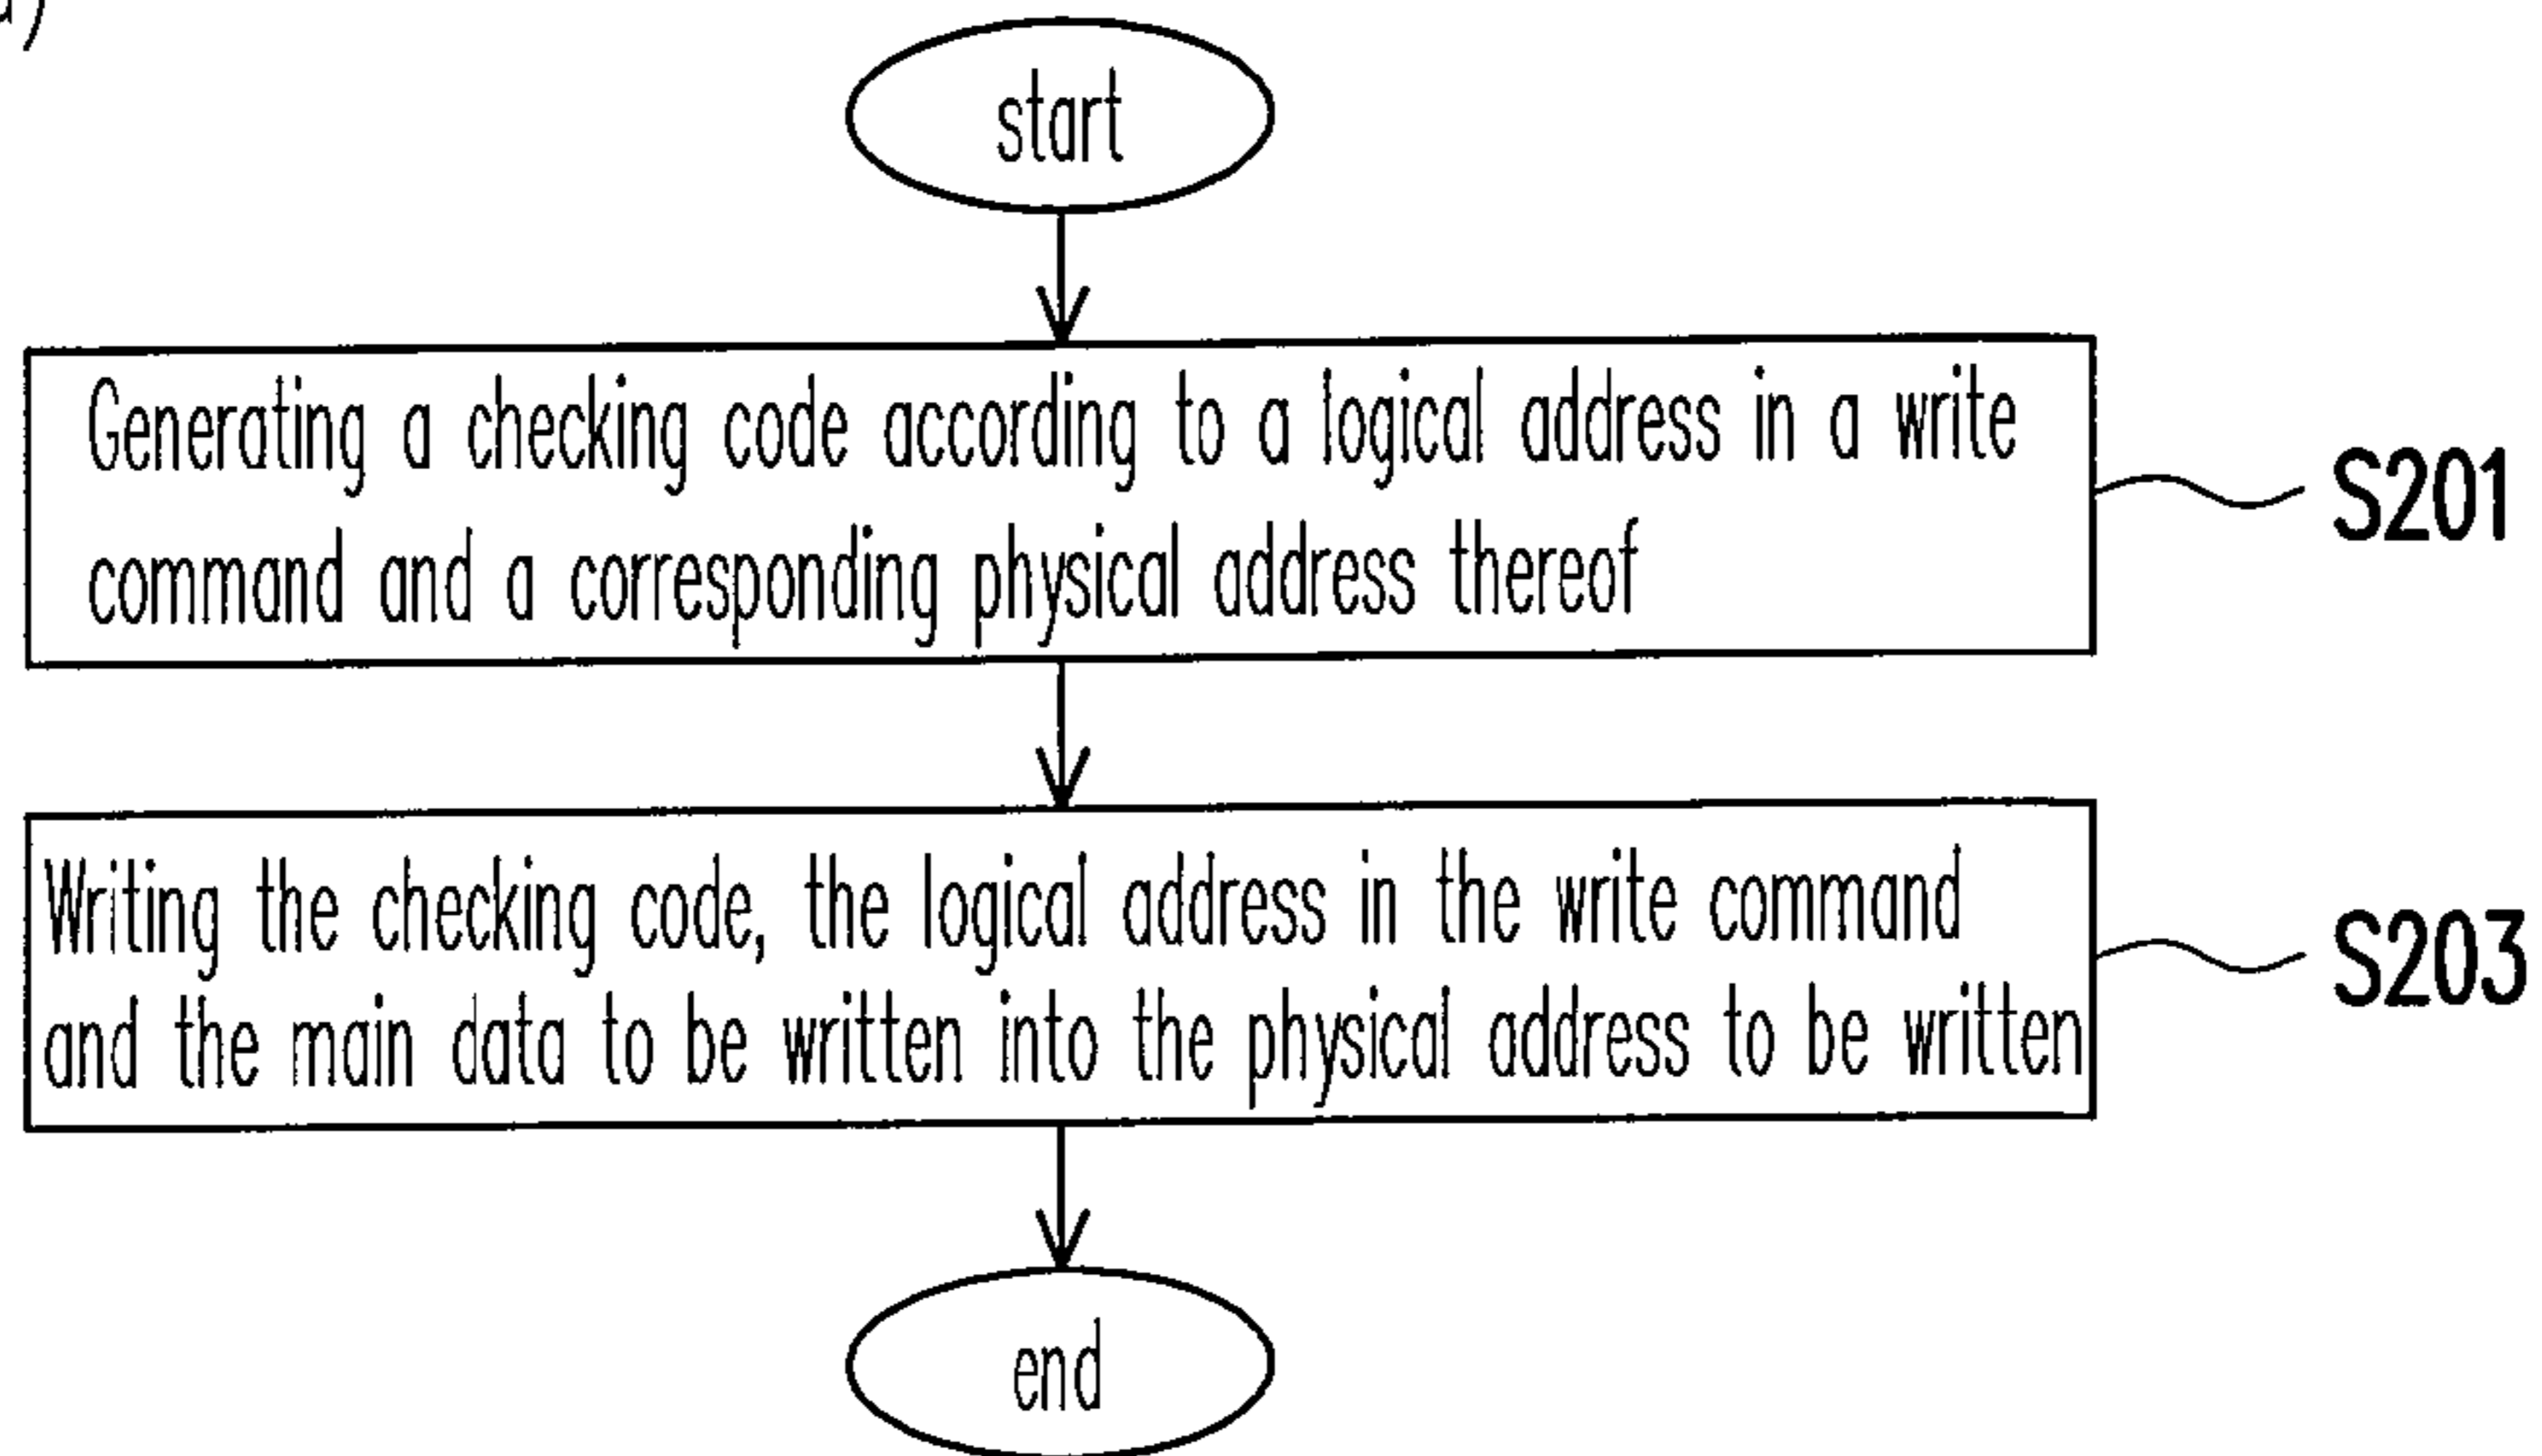 start
Generating a checking code according to a logical address in a write
command and a corresponding physical address thereof
S201
Writing the checking code, the logical address in the write command
and the main data to be written into the physical address to be written
S203
end